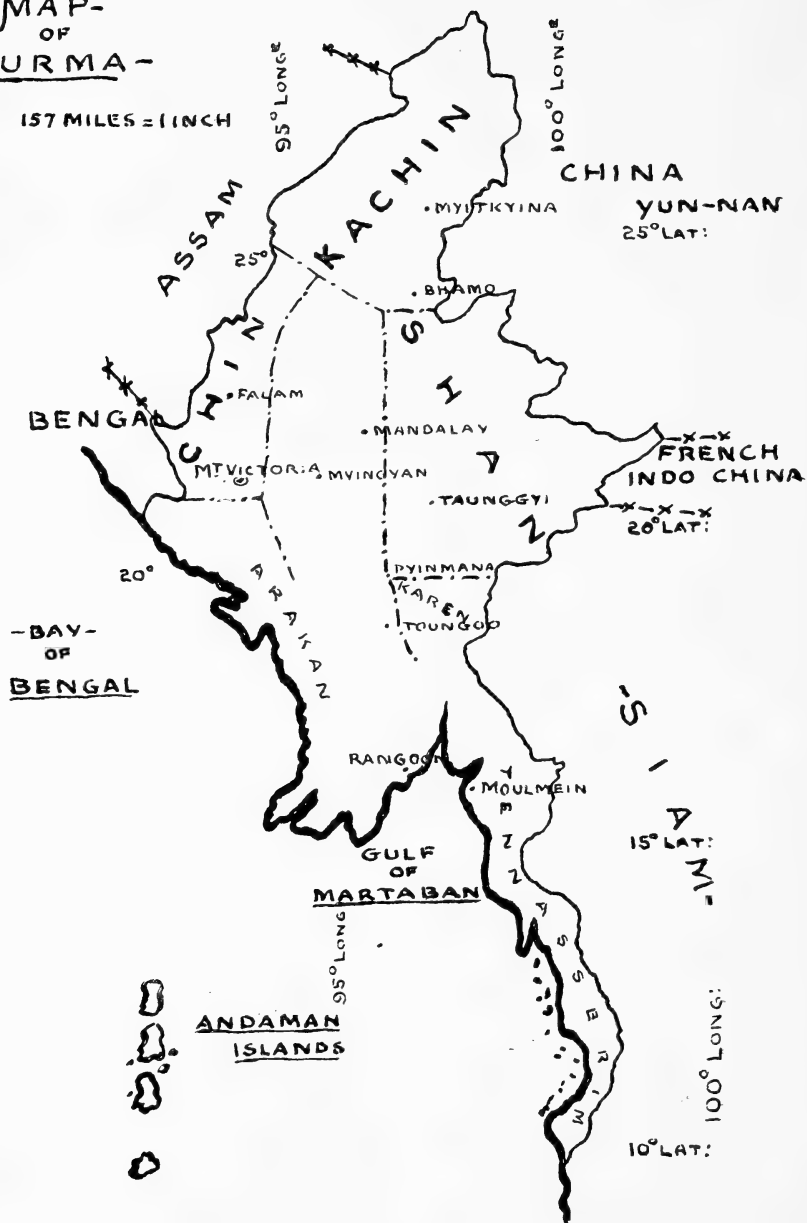 MAP-
OF
URMA-
157 MILES = 1 INCH
95° LONGE
100° LONGE
CHINA
YUN-NAN
25° LAT:
ASSAM
KACHIN
MYITKYINA
25°
BHAMO
CHIN
SHAN
FALAM
BENGAL
MANDALAY
MT VICTORIA
MYINGYAN
FRENCH
INDO CHINA
TAUNGGYI
20° LAT:
20°
PYINMANA
KAREN
ARAKAN
TOUNGOO
-BAY-
OF
BENGAL
-SIAM-
RANGOON
MOULMEIN
TENNASSERIM
15° LAT:
GULF
OF
MARTABAN
95° LONG
ANDAMAN
ISLANDS
100° LONG:
10° LAT: